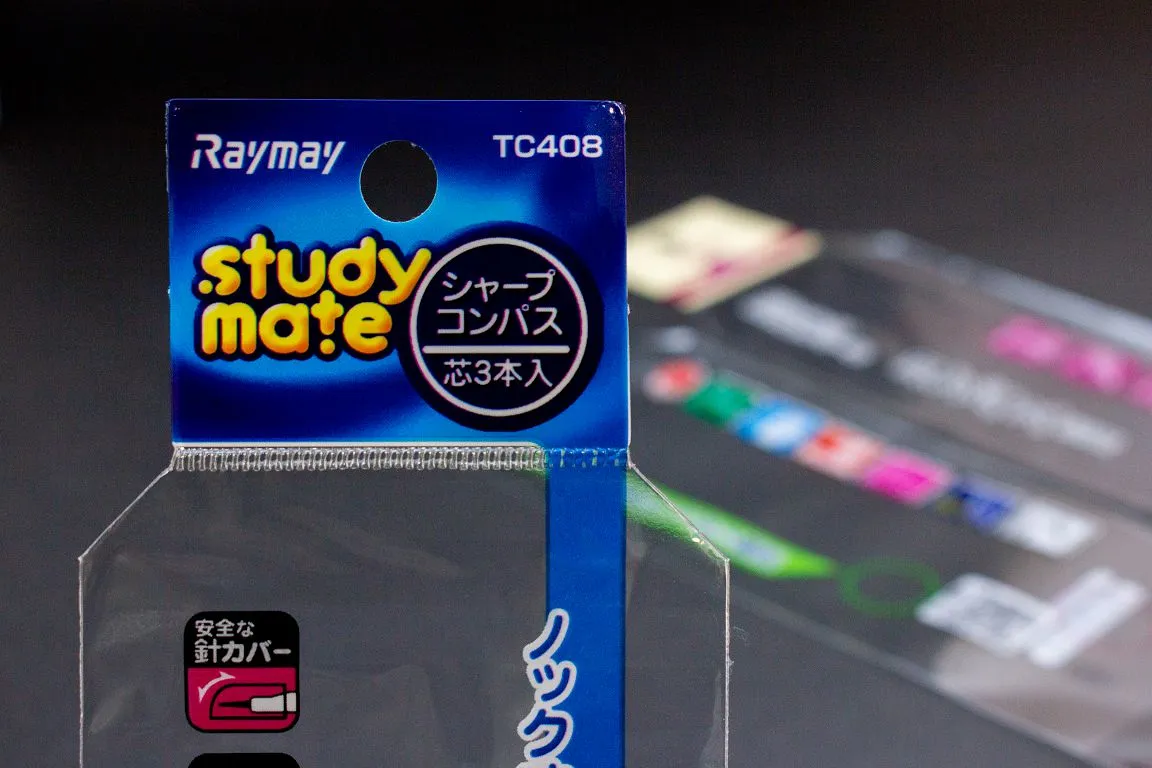 Raymay
TC408
study
mate
シャープ
コンパス
芯3本入
安全な
針カバー
ノック